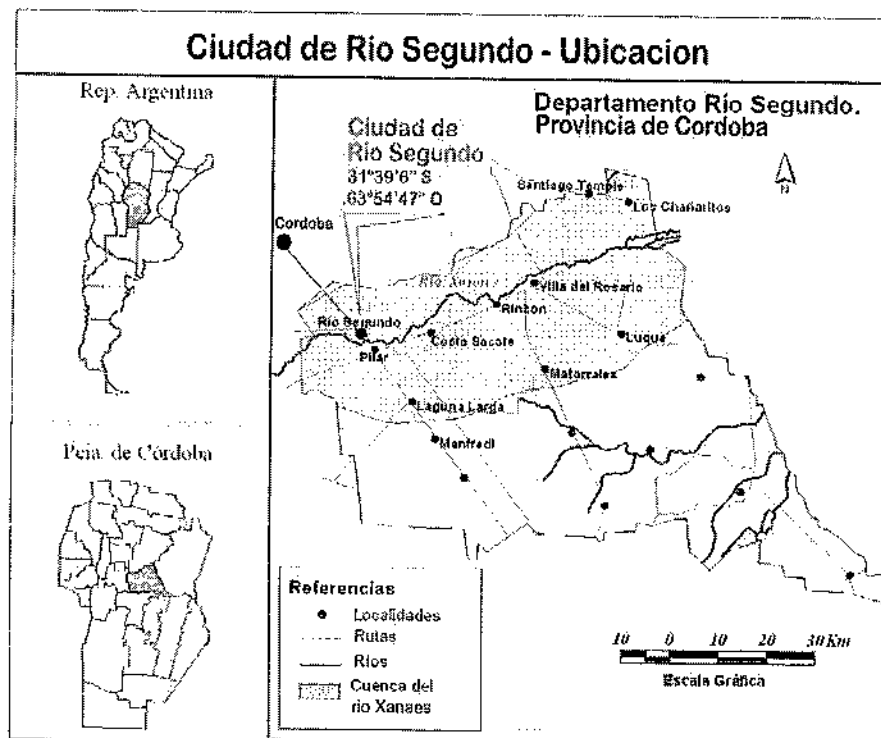 Ciudad de Rio Segundo - Ubicacion
Rep. Argentina
Pcia. de Córdoba
Departamento Río Segundo.
Provincia de Cordoba
Ciudad de
Rio Segundo
31°39'6" S
63°54'47" O
N
Cordoba
Santiago Temple
Los Chañaritos
Río
Villa del Rosario
Rincon
Río Segundo
Pilar
Costa Sacate
Luque
Matorrales
Laguna Larga
Manfredi
Referencias
Localidades
Rutas
Ríos
Cuenca del
rio Xanaes
10 0 10 20 30 Km
Escala Gráfica